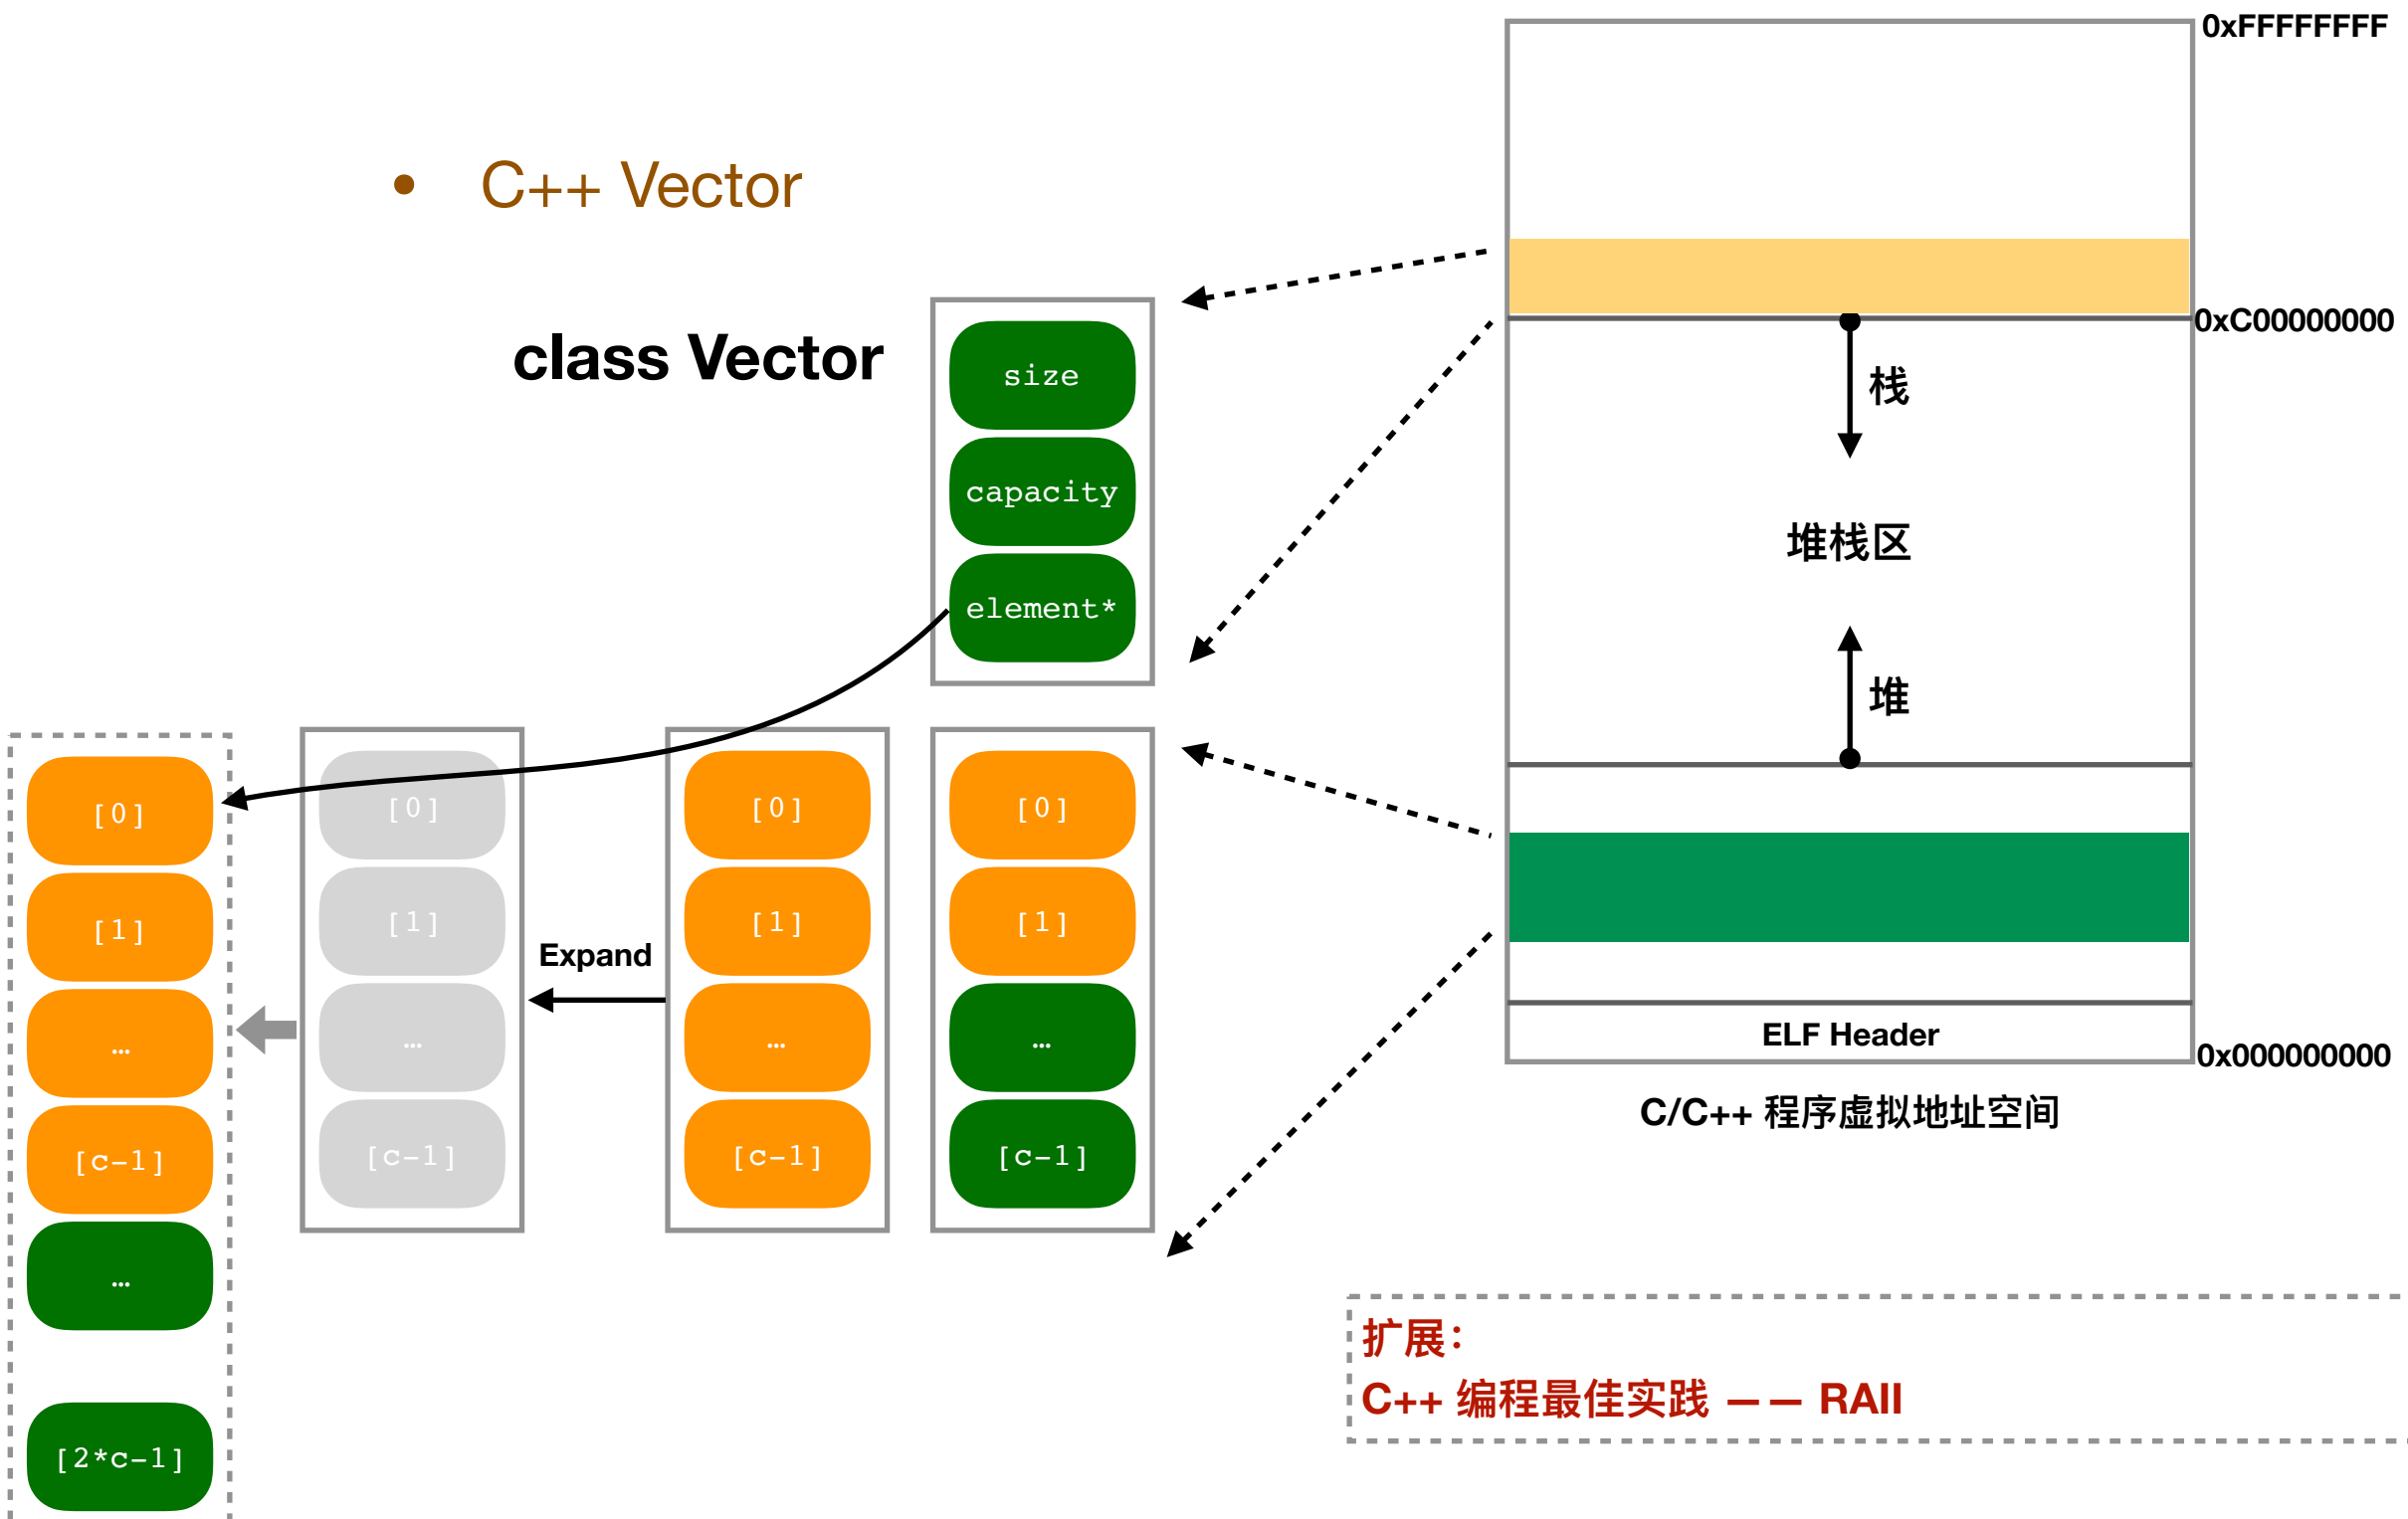 0xFFFFFFFF
• C++ Vector
0xC00000000
class Vector
size
capacity
element*
栈
堆栈区
堆
[0]
[1]
…
[c-1]
…
[2*c-1]
[0]
[1]
…
[c-1]
Expand
[0]
[1]
…
[c-1]
[0]
[1]
…
[c-1]
ELF Header
0x000000000
C/C++ 程序虚拟地址空间
扩展：
C++ 编程最佳实践 —— RAII